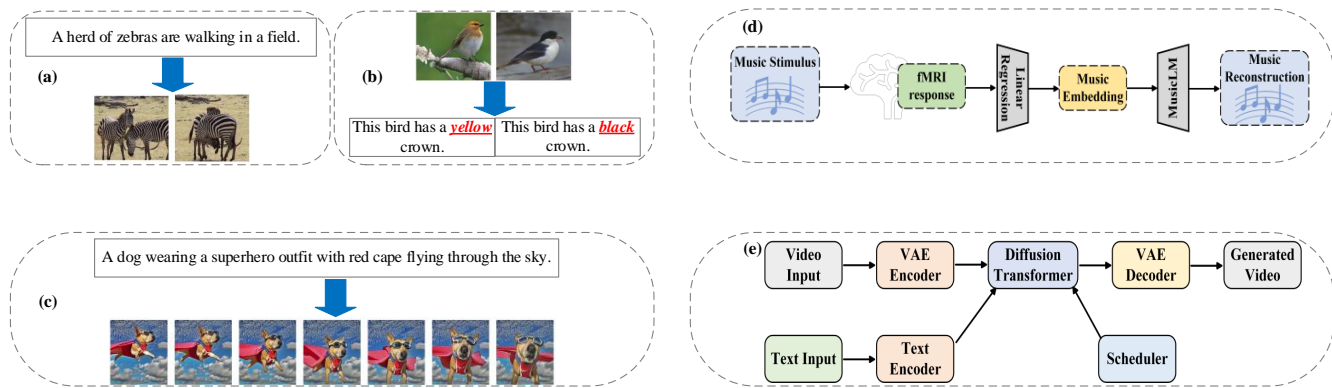 A herd of zebras are walking in a field.
(a)
(b)
This bird has a yellow
crown.
This bird has a black
crown.
A dog wearing a superhero outfit with red cape flying through the sky.
(c)
(d)
Music Stimulus
fMRI
response
Linear
Regression
Music
Embedding
MusicLM
Music
Reconstruction
(e)
Video
Input
VAE
Encoder
Diffusion
Transformer
VAE
Decoder
Generated
Video
Text Input
Text
Encoder
Scheduler